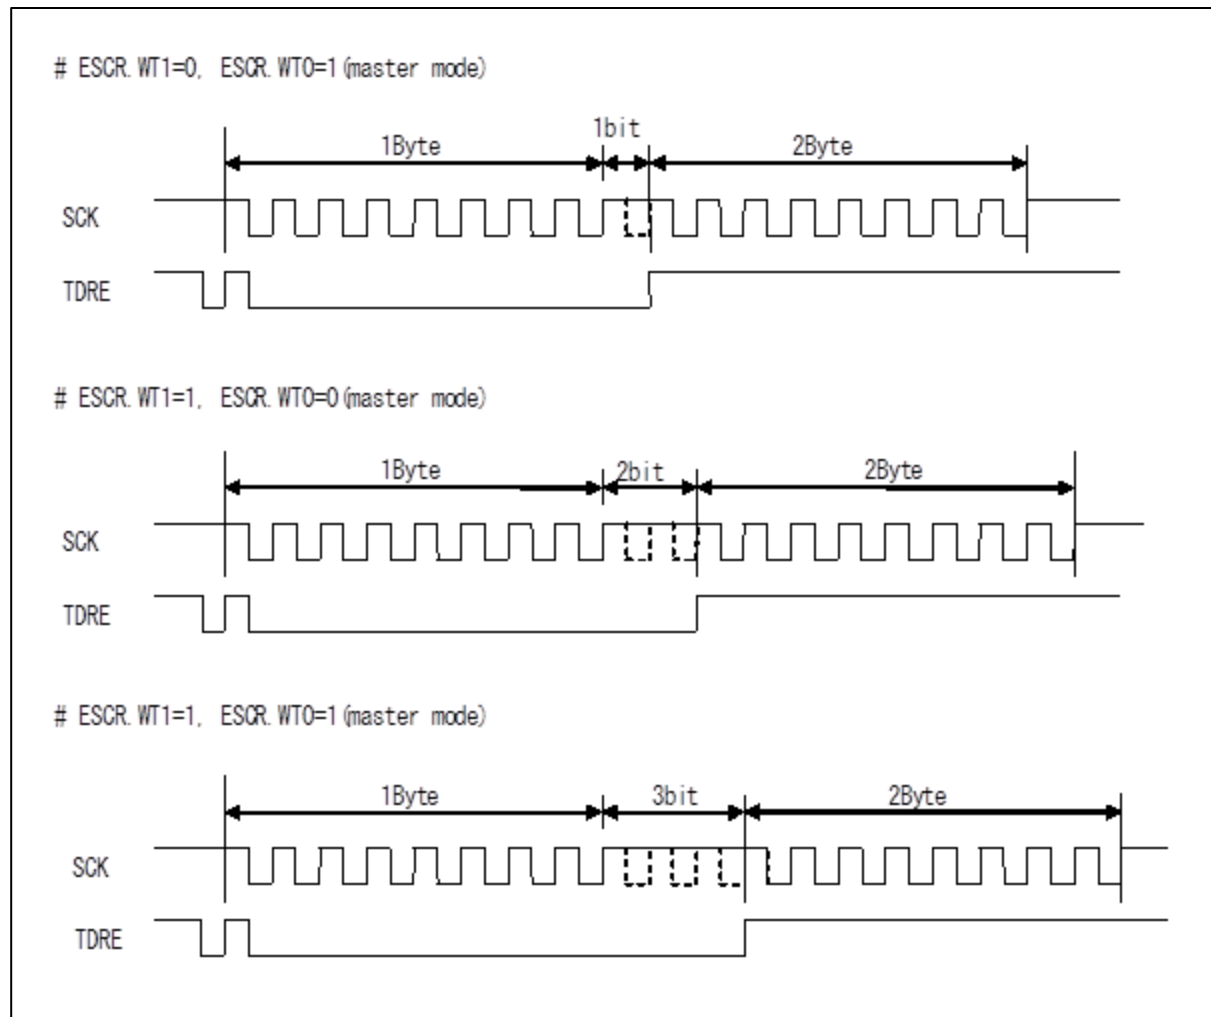 # ESCR.WT1=0, ESCR.WT0=1(master mode)
1Byte 1bit 2Byte
SCK
TDRE
# ESCR.WT1=1, ESCR.WT0=0(master mode)
1Byte 2bit 2Byte
SCK
TDRE
# ESCR.WT1=1, ESCR.WT0=1(master mode)
1Byte 3bit 2Byte
SCK
TDRE